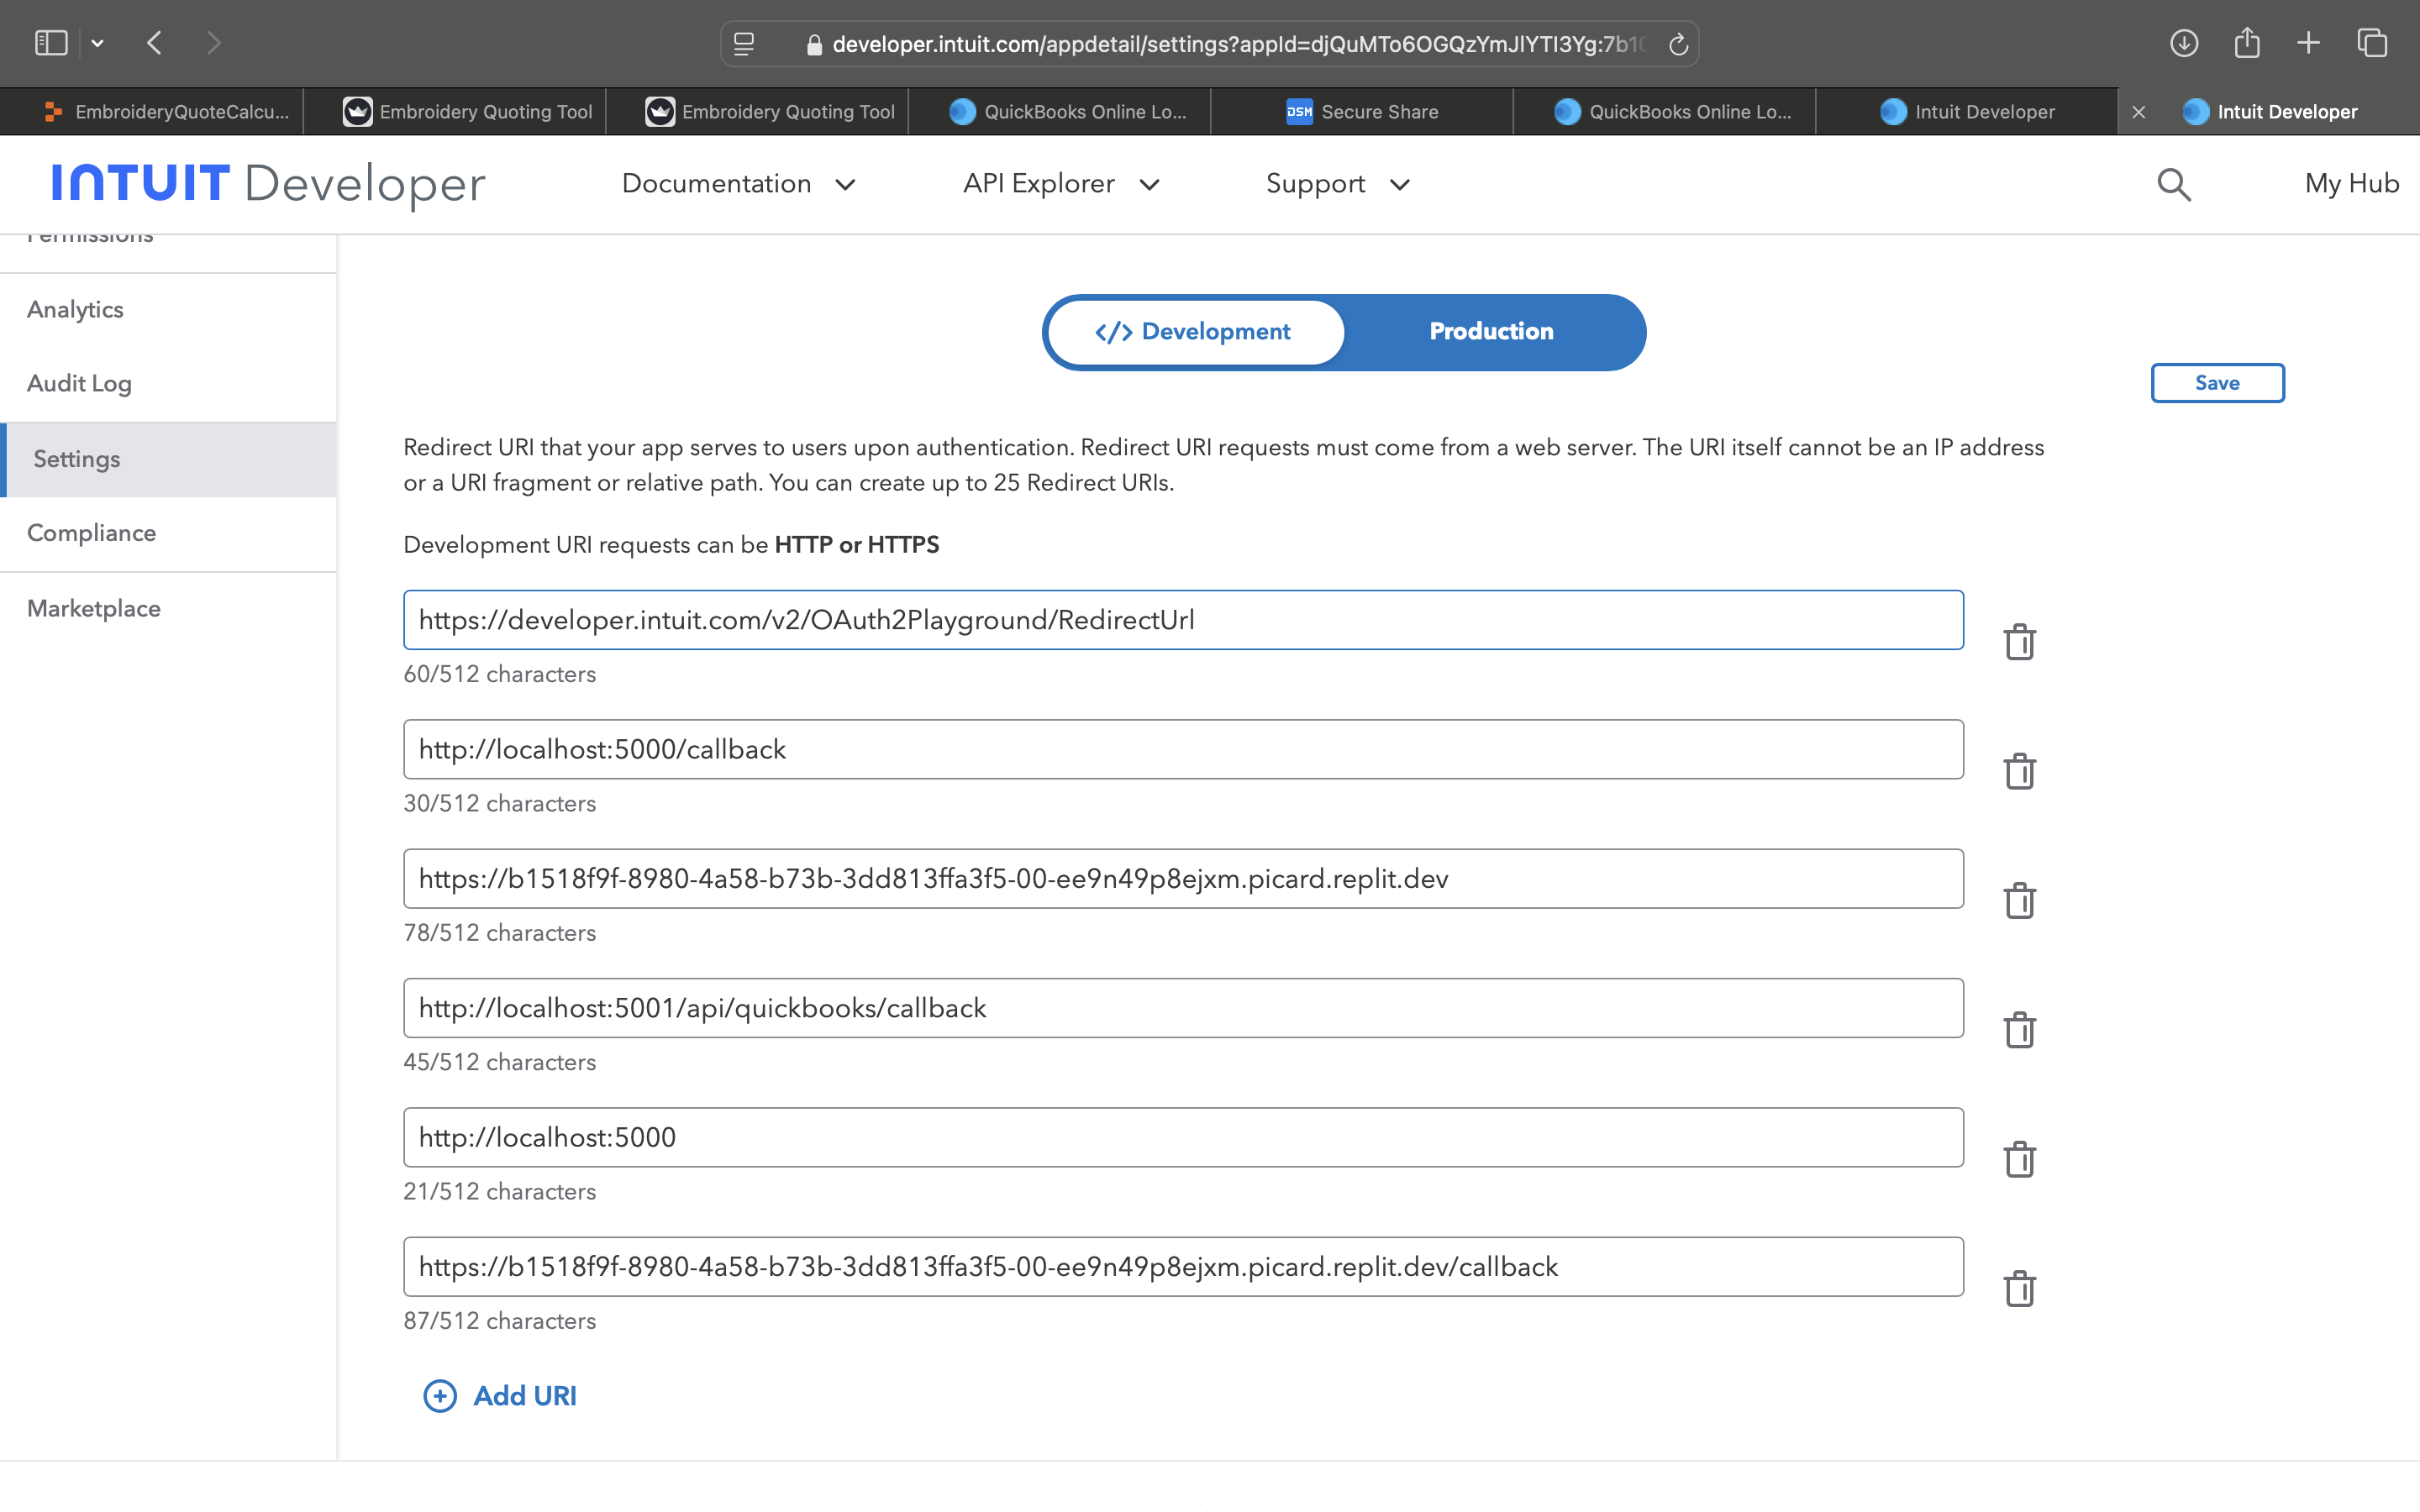 developer.intuit.com/appdetail/settings?appId=djQuMTo6OGQzYmJlYTI3Yg:7b10
EmbroideryQuoteCalcu...
Embroidery Quoting Tool
Embroidery Quoting Tool
QuickBooks Online Lo...
DSM Secure Share
QuickBooks Online Lo...
Intuit Developer
Intuit Developer
INTUIT Developer
Documentation
API Explorer
Support
My Hub
Permissions
Analytics
Audit Log
Settings
Compliance
Marketplace
</> Development
Production
Save
Redirect URI that your app serves to users upon authentication. Redirect URI requests must come from a web server. The URI itself cannot be an IP address
or a URI fragment or relative path. You can create up to 25 Redirect URIs.
Development URI requests can be HTTP or HTTPS
https://developer.intuit.com/v2/OAuth2Playground/RedirectUrl
60/512 characters
http://localhost:5000/callback
30/512 characters
https://b1518f9f-8980-4a58-b73b-3dd813ffa3f5-00-ee9n49p8ejxm.picard.replit.dev
78/512 characters
http://localhost:5001/api/quickbooks/callback
45/512 characters
http://localhost:5000
21/512 characters
https://b1518f9f-8980-4a58-b73b-3dd813ffa3f5-00-ee9n49p8ejxm.picard.replit.dev/callback
87/512 characters
Add URI